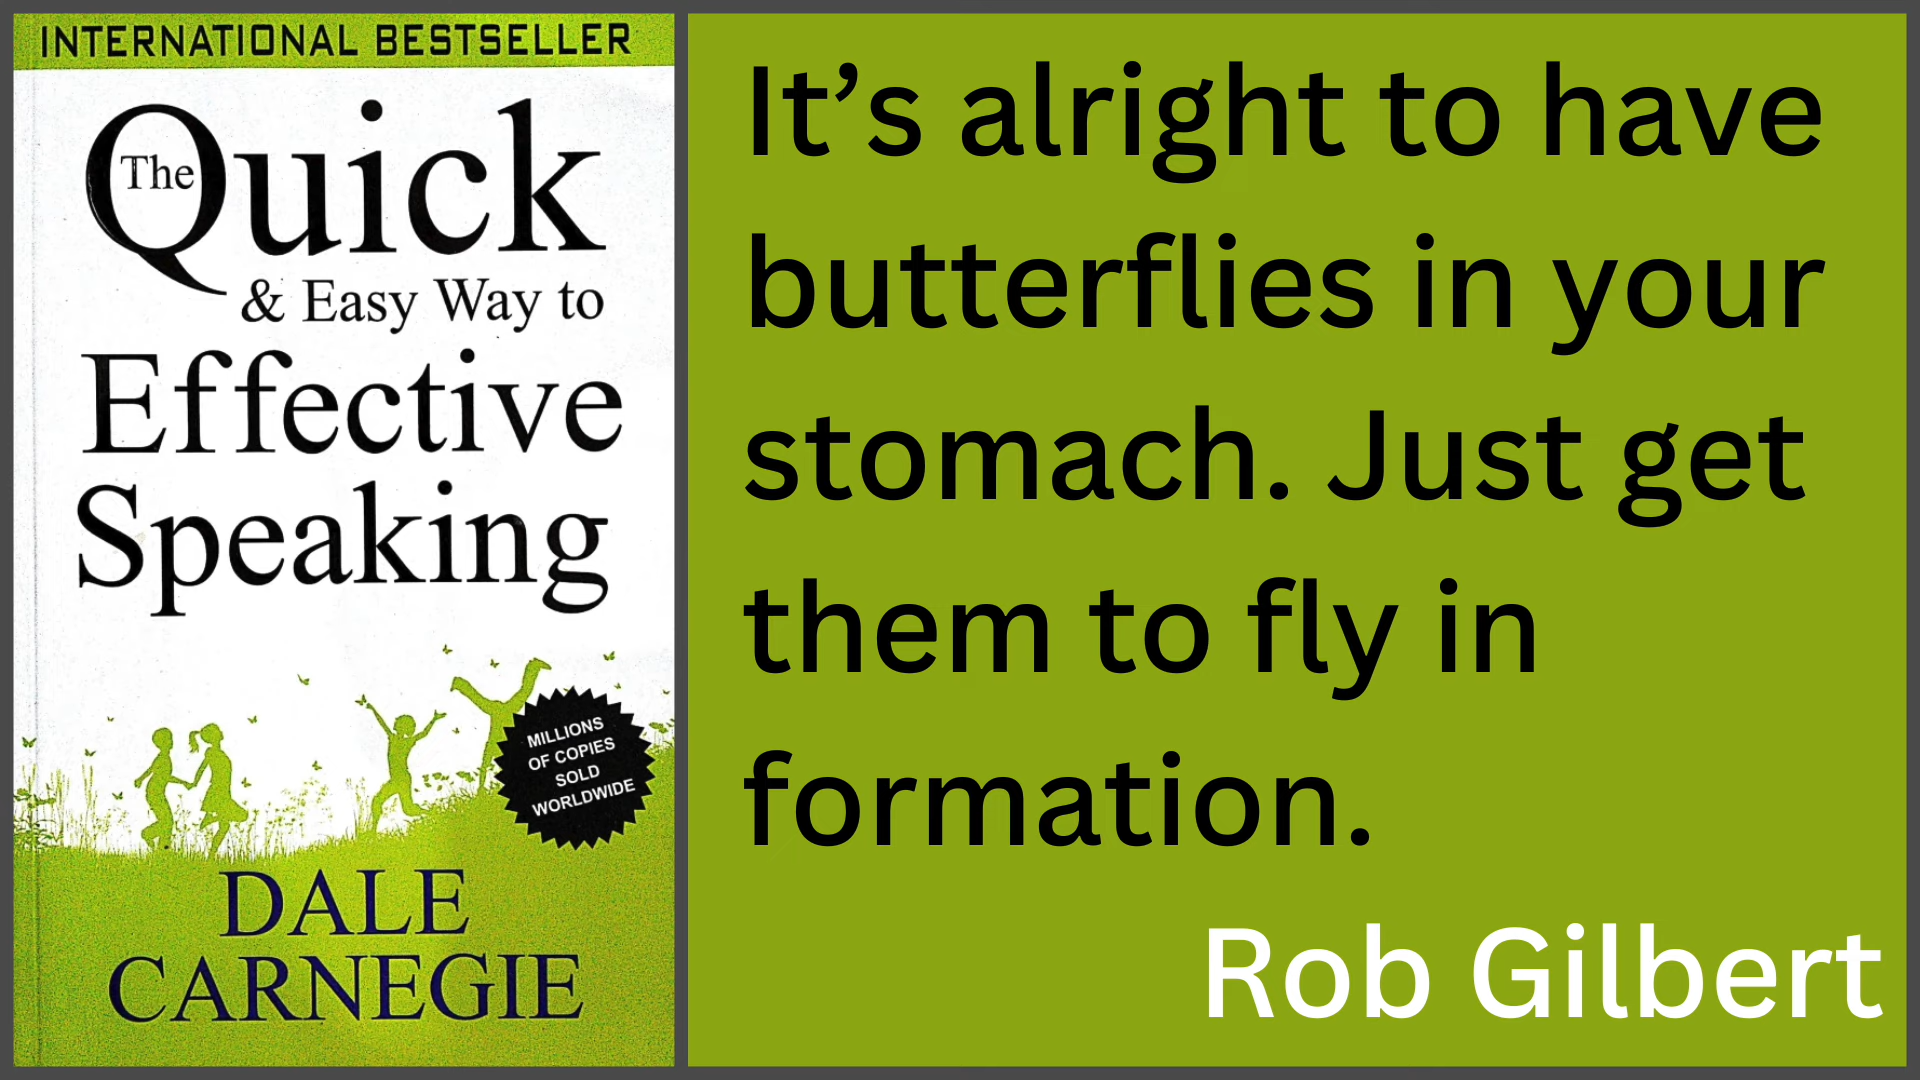 INTERNATIONAL BESTSELLER
The Quick
& Easy Way to
Effective
Speaking
MILLIONS
OF COPIES
SOLD
WORLDWIDE
DALE
CARNEGIE
It’s alright to have
butterflies in your
stomach. Just get
them to fly in
formation.
Rob Gilbert